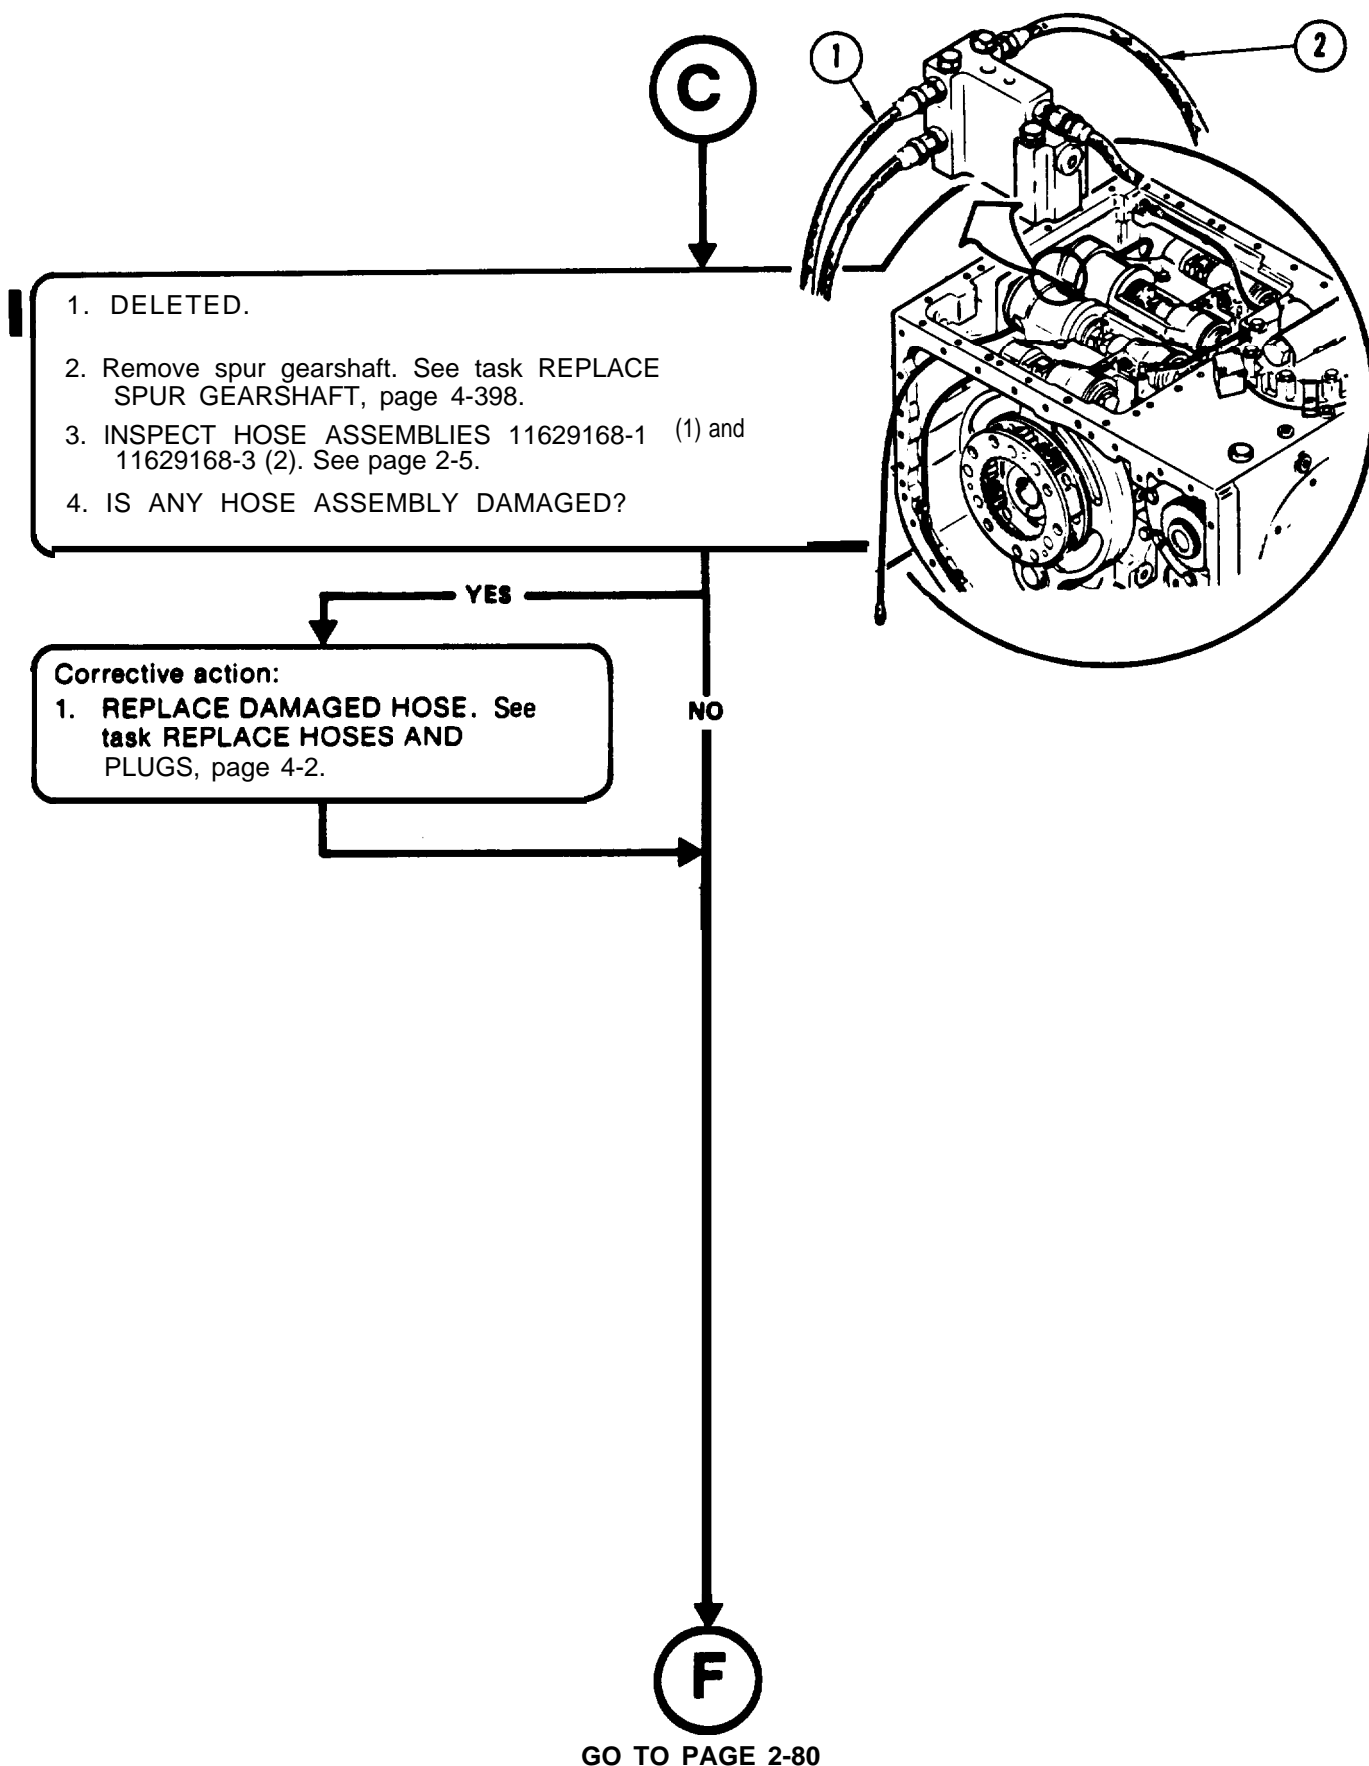 C
1
2
1. DELETED.
2. Remove spur gearshaft. See task REPLACE
SPUR GEARSHAFT, page 4-398.
3. INSPECT HOSE ASSEMBLIES 11629168-1 (1) and
11629168-3 (2). See page 2-5.
4. IS ANY HOSE ASSEMBLY DAMAGED?
YES
Corrective action:
1. REPLACE DAMAGED HOSE. See
task REPLACE HOSES AND
PLUGS, page 4-2.
NO
F
GO TO PAGE 2-80